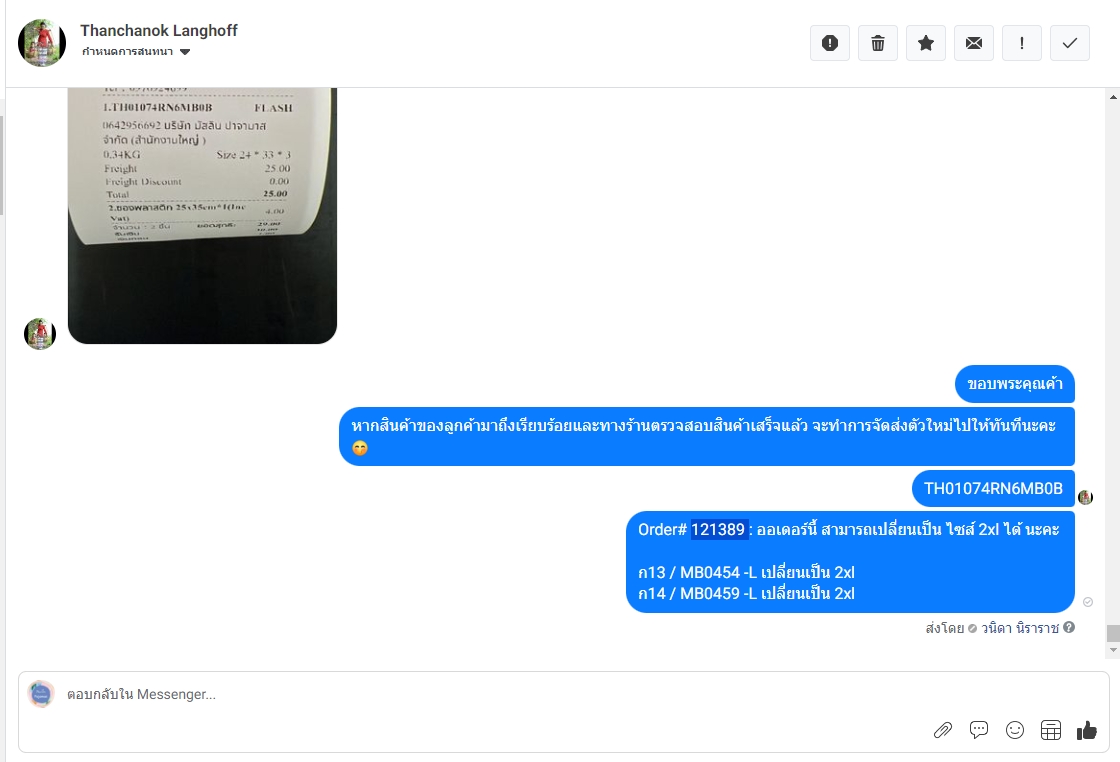 Thanchanok Langhoff
กำหนดการสนทนา
1.TH01074RN6MB0B FLASH
0642956692 บริษัท มัสลิน ปาจามาส
จำกัด (สำนักงานใหญ่ )
0.34KG Size 24 * 33 * 3
Freight 25.00
Freight Discount 0.00
Total 25.00
2.ซองพลาสติก 25x35cm*1(Inc 4.00
Vat)
ขอบพระคุณค้า
หากสินค้าของลูกค้ามาถึงเรียบร้อยและทางร้านตรวจสอบสินค้าเสร็จแล้ว จะทำการจัดส่งตัวใหม่ไปให้ทันทีนะคะ
😊
TH01074RN6MB0B
Order# 121389 : ออเดอร์นี้ สามารถเปลี่ยนเป็น ไซส์ 2xl ได้ นะคะ
ก13 / MB0454 -L เปลี่ยนเป็น 2xl
ก14 / MB0459 -L เปลี่ยนเป็น 2xl
ส่งโดย วนิดา นิราราช
ตอบกลับใน Messenger...